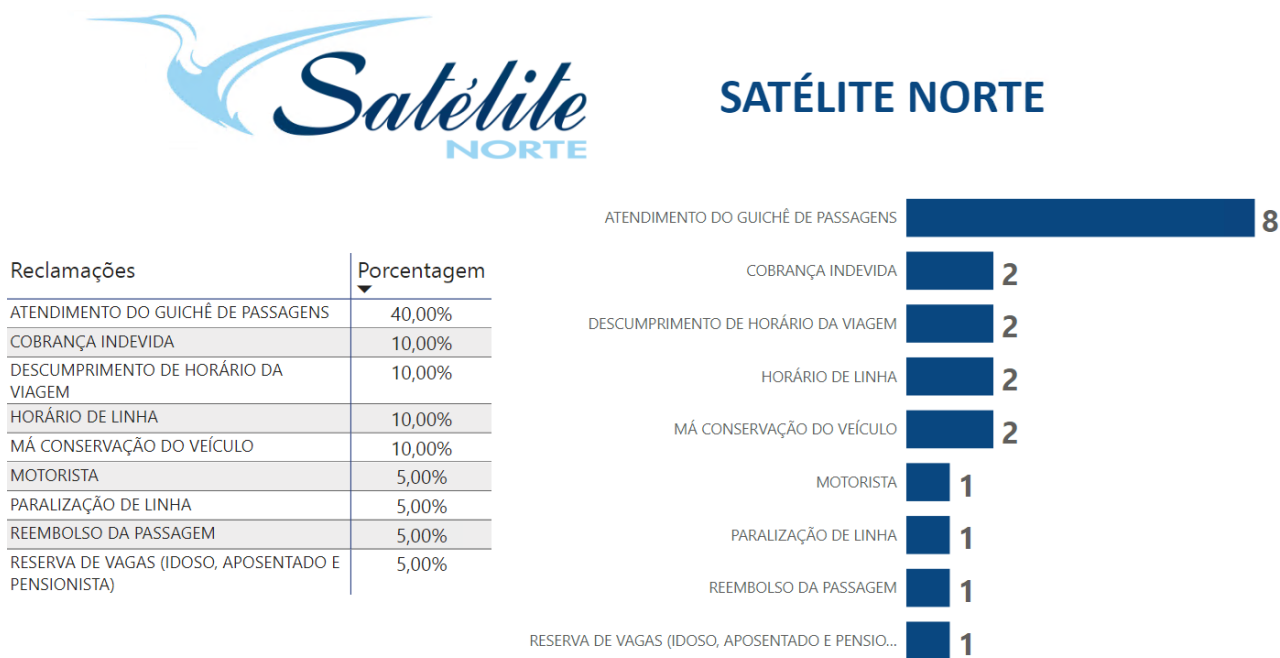 Satélite
NORTE
SATÉLITE NORTE
Reclamações Porcentagem
ATENDIMENTO DO GUICHÊ DE PASSAGENS 40,00%
COBRANÇA INDEVIDA 10,00%
DESCUMPRIMENTO DE HORÁRIO DA 10,00%
VIAGEM
HORÁRIO DE LINHA 10,00%
MÁ CONSERVAÇÃO DO VEÍCULO 10,00%
MOTORISTA 5,00%
PARALIZAÇÃO DE LINHA 5,00%
REEMBOLSO DA PASSAGEM 5,00%
RESERVA DE VAGAS (IDOSO, APOSENTADO E 5,00%
PENSIONISTA)
ATENDIMENTO DO GUICHÊ DE PASSAGENS 8
COBRANÇA INDEVIDA 2
DESCUMPRIMENTO DE HORÁRIO DA VIAGEM 2
HORÁRIO DE LINHA 2
MÁ CONSERVAÇÃO DO VEÍCULO 2
MOTORISTA 1
PARALIZAÇÃO DE LINHA 1
REEMBOLSO DA PASSAGEM 1
RESERVA DE VAGAS (IDOSO, APOSENTADO E PENSIO... 1